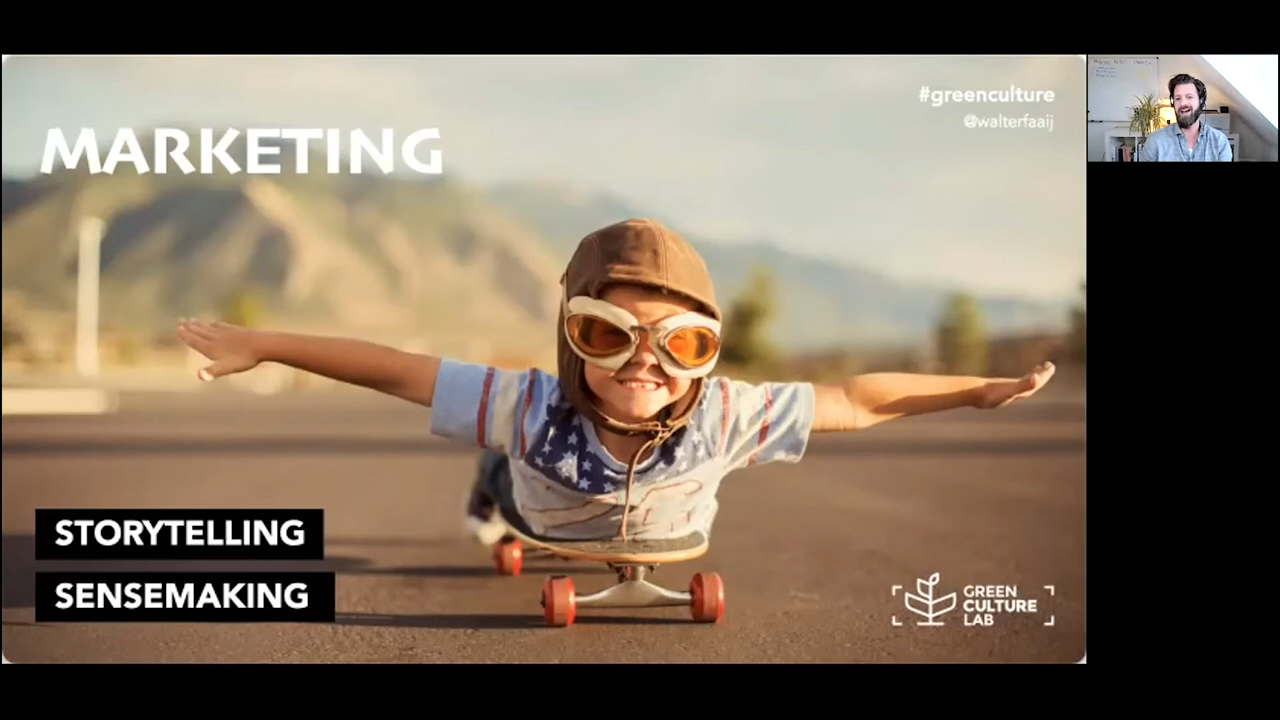 MARKETING
#greenculture
@walterfaaij
STORYTELLING
SENSEMAKING
GREEN
CULTURE
LAB